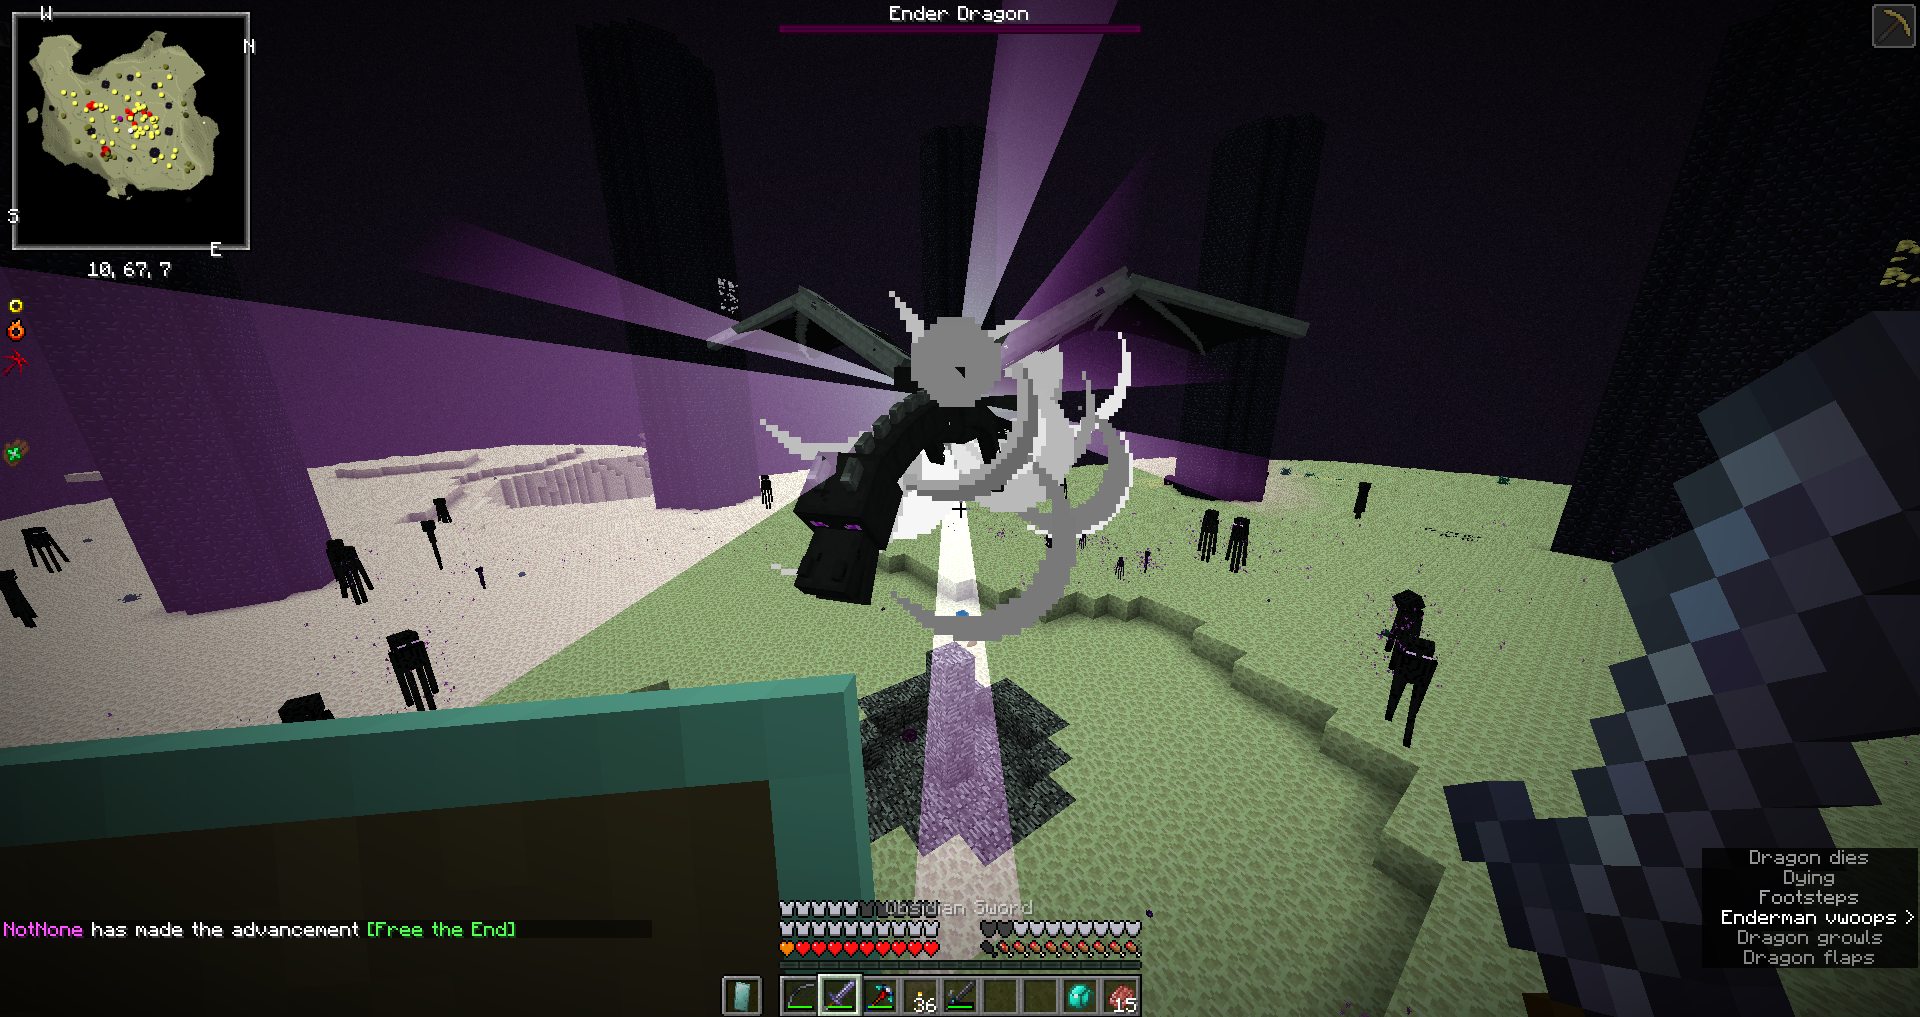 Ender Dragon
W
N
S
E
10, 67, 7
Dragon dies
Dying
Footsteps
Enderman vwoops >
Dragon growls
Dragon flaps
Obsidian Sword
NotNone has made the advancement [Free the End]
36
15